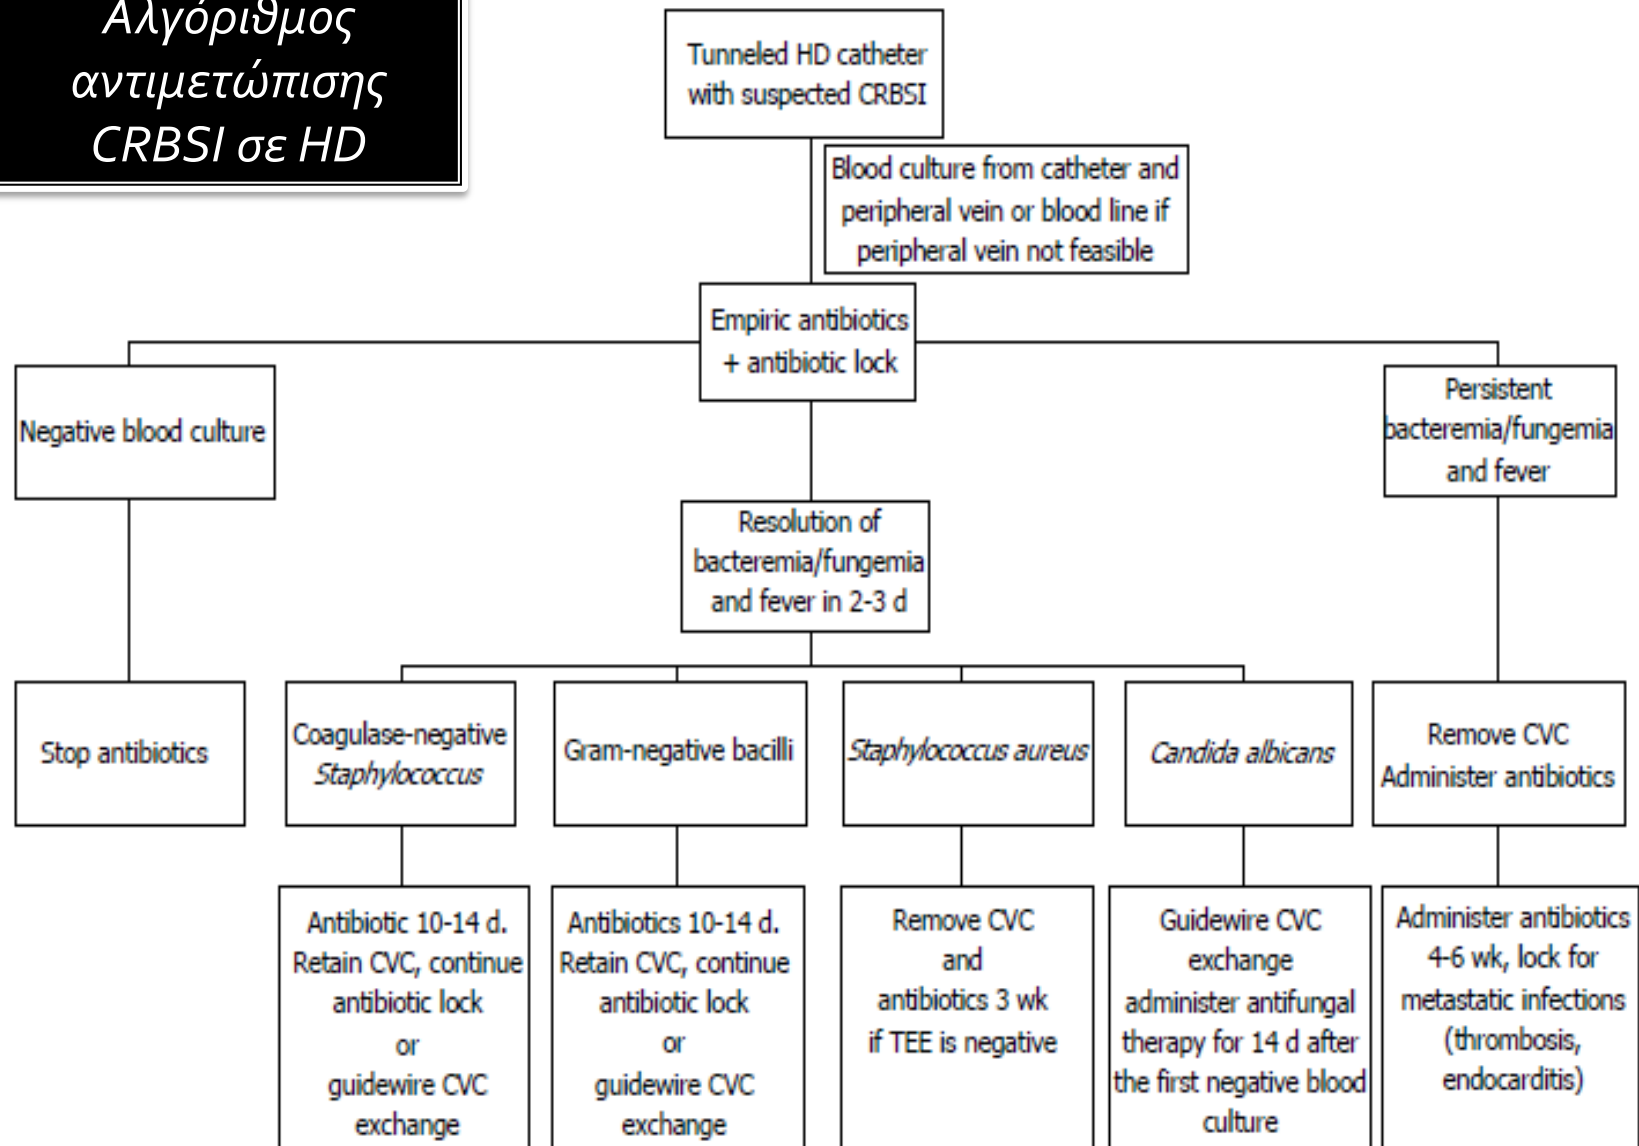 Αλγόριθμος
αντιμετώπισης
CRBSI σε HD
Tunneled HD catheter
with suspected CRBSI
Blood culture from catheter and
peripheral vein or blood line if
peripheral vein not feasible
Empiric antibiotics
+ antibiotic lock
Negative blood culture
Persistent
bacteremia/fungemia
and fever
Resolution of
bacteremia/fungemia
and fever in 2-3 d
Stop antibiotics
Coagulase-negative
Staphylococcus
Gram-negative bacilli
Staphylococcus aureus
Candida albicans
Remove CVC
Administer antibiotics
Antibiotic 10-14 d.
Retain CVC, continue
antibiotic lock
or
guidewire CVC
exchange
Antibiotics 10-14 d.
Retain CVC, continue
antibiotic lock
or
guidewire CVC
exchange
Remove CVC
and
antibiotics 3 wk
if TEE is negative
Guidewire CVC
exchange
administer antifungal
therapy for 14 d after
the first negative blood
culture
Administer antibiotics
4-6 wk, lock for
metastatic infections
(thrombosis,
endocarditis)